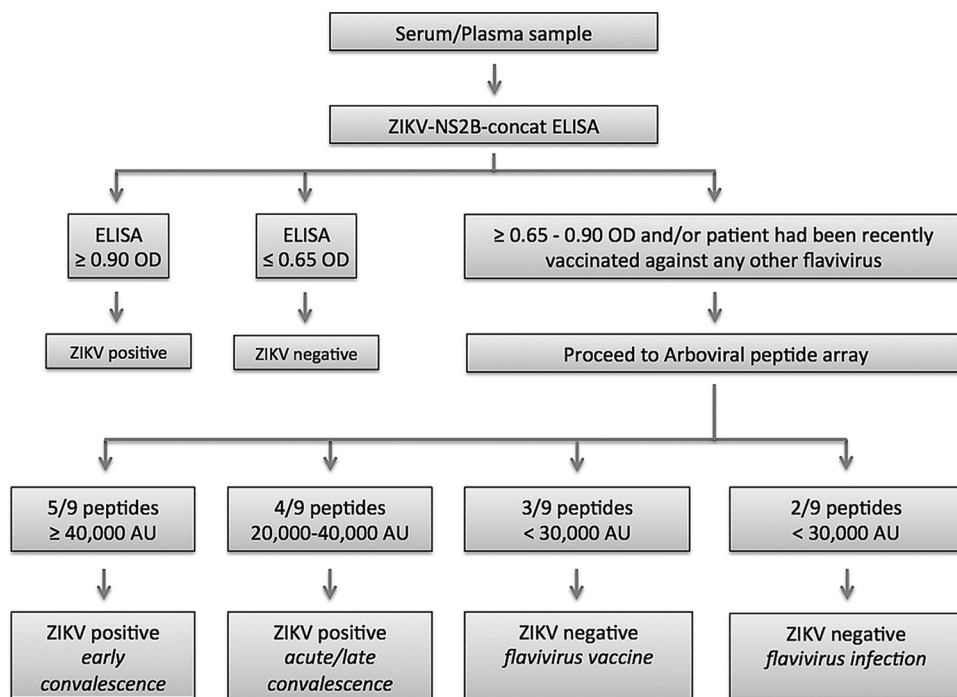 Serum/Plasma sample
ZIKV-NS2B-concat ELISA
ELISA
≥ 0.90 OD
ELISA
≤ 0.65 OD
≥ 0.65 - 0.90 OD and/or patient had been recently
vaccinated against any other flavivirus
ZIKV positive
ZIKV negative
Proceed to Arboviral peptide array
5/9 peptides
≥ 40,000 AU
4/9 peptides
20,000-40,000 AU
3/9 peptides
< 30,000 AU
2/9 peptides
< 30,000 AU
ZIKV positive
early
convalescence
ZIKV positive
acute/late
convalescence
ZIKV negative
flavivirus vaccine
ZIKV negative
flavivirus infection